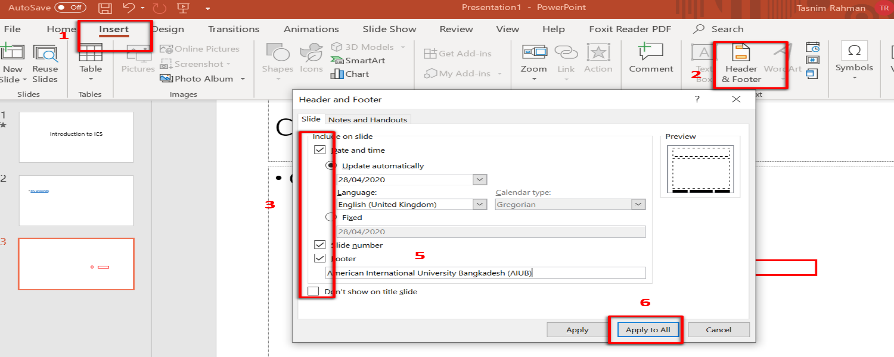 AutoSave Off Presentation1 - PowerPoint Tasnim Rahman TR
File Home Insert Design Transitions Animations Slide Show Review View Help Foxit Reader PDF Search
1
New Slide Reuse Slides Table Pictures Online Pictures Screenshot Photo Album Shapes Icons 3D Models SmartArt Chart Get Add-ins My Add-ins Zoom Link Action Comment Text Box Header & Footer WordArt Symbols
2
Slides Tables Images Text
Header and Footer ?
Slide Notes and Handouts
Include on slide Preview
Date and time
Update automatically
28/04/2020
Language: Calendar type:
English (United Kingdom) Gregorian
Fixed
28/04/2020
Slide number
Footer
American International University Bangkadesh (AIUB)
Don't show on title slide
Apply Apply to All Cancel
3
5
6
1
Introduction to ICS
2
3